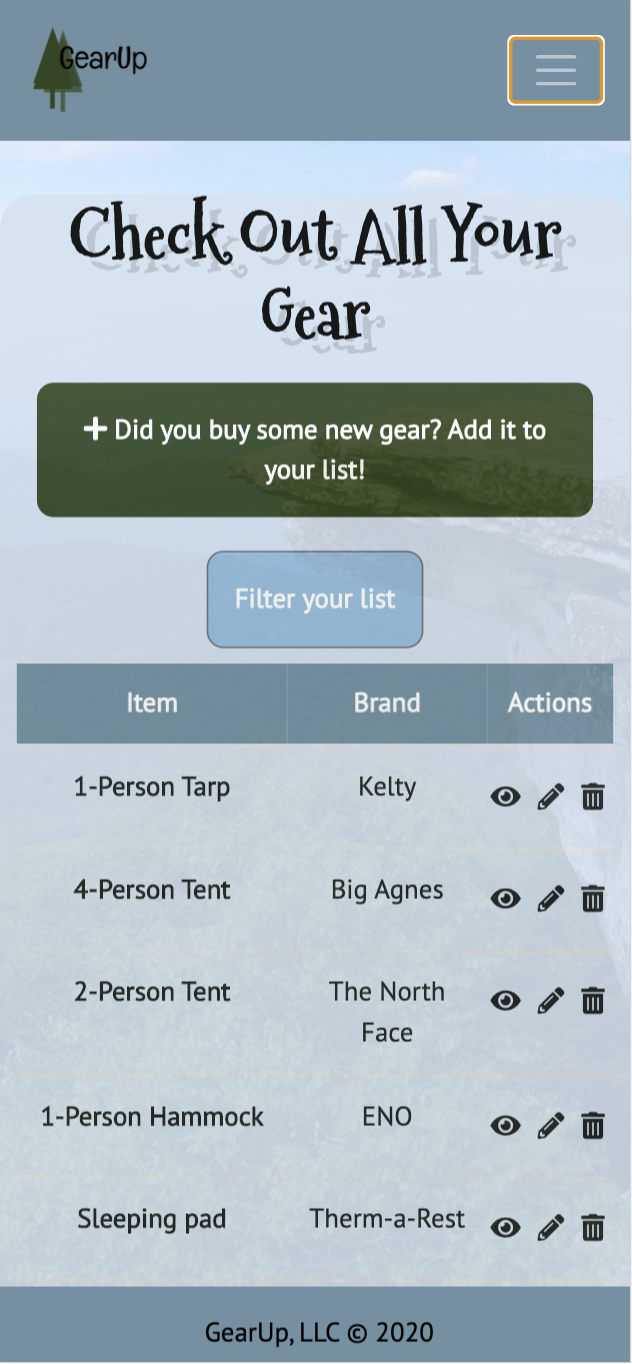 GearUp
Check Out All Your
Gear
Did you buy some new gear? Add it to
your list!
Filter your list
Item Brand Actions
1-Person Tarp Kelty
4-Person Tent Big Agnes
2-Person Tent The North
Face
1-Person Hammock ENO
Sleeping pad Therm-a-Rest
GearUp, LLC © 2020